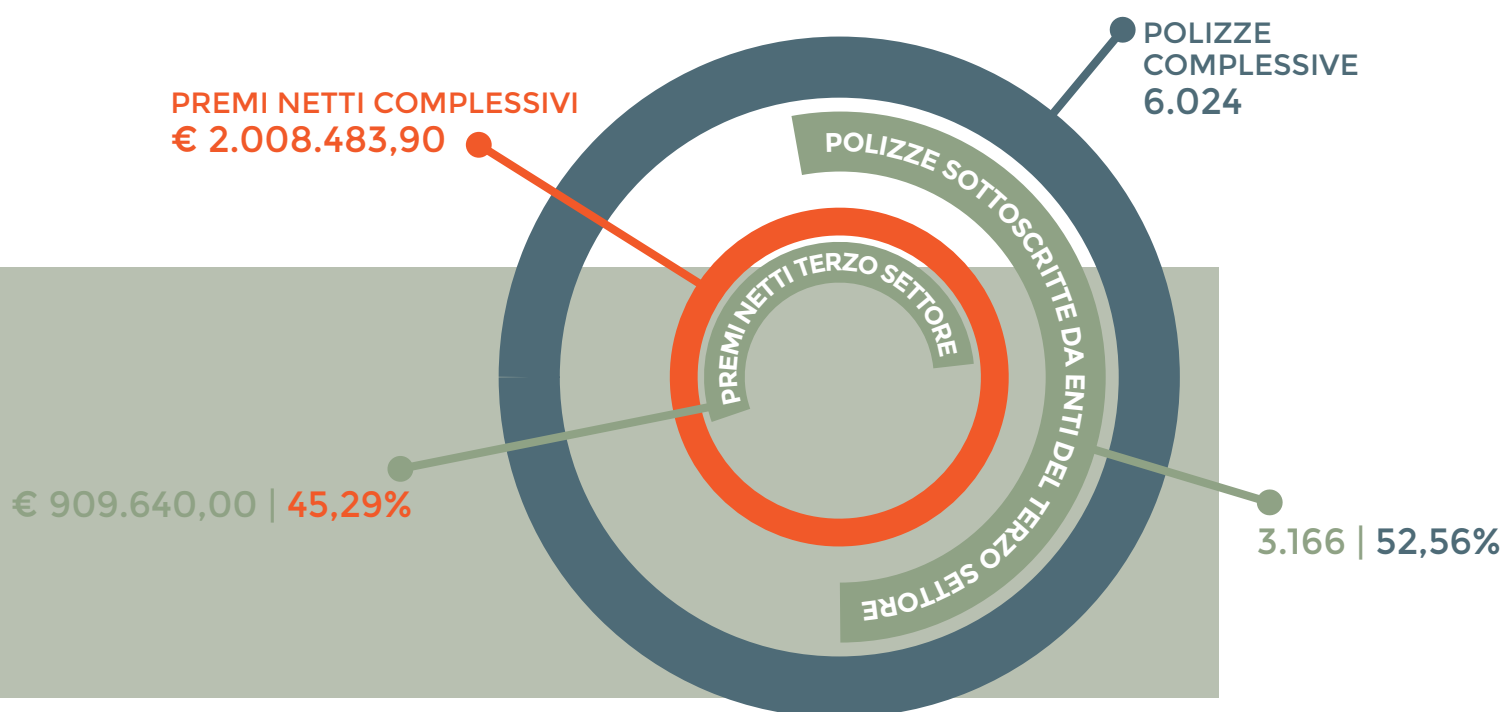 POLIZZE
COMPLESSIVE
6.024
PREMI NETTI COMPLESSIVI
€ 2.008.483,90
POLIZZE SOTTOSCRITTE DA ENTI DEL TERZO SETTORE
PREMI NETTI TERZO SETTORE
€ 909.640,00 | 45,29%
3.166 | 52,56%